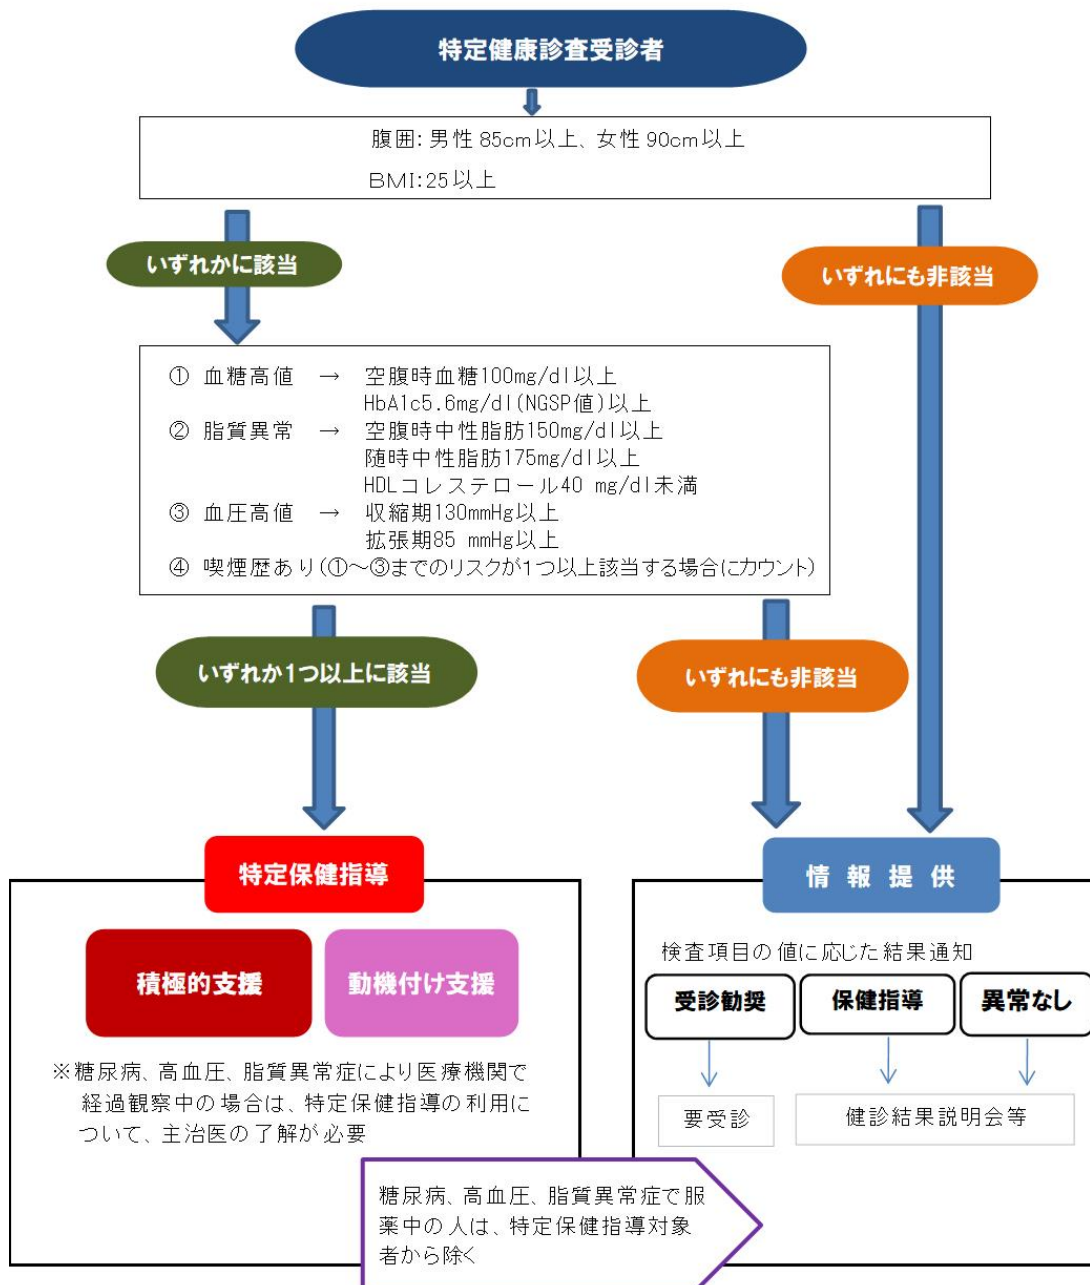 特定健康診査受診者
腹囲：男性85cm以上、女性90cm以上
BMI：25以上
いずれかに該当
いずれにも非該当
① 血糖高値 → 空腹時血糖100mg/dl以上
HbA1c5.6mg/dl(NGSP値)以上
② 脂質異常 → 空腹時中性脂肪150mg/dl以上
随時中性脂肪175mg/dl以上
HDLコレステロール40 mg/dl未満
③ 血圧高値 → 収縮期130mmHg以上
拡張期85 mmHg以上
④ 喫煙歴あり(①～③までのリスクが1つ以上該当する場合にカウント)
いずれか1つ以上に該当
いずれにも非該当
特定保健指導
積極的支援
動機付け支援
※糖尿病、高血圧、脂質異常症により医療機関で
経過観察中の場合は、特定保健指導の利用に
ついて、主治医の了解が必要
情報提供
検査項目の値に応じた結果通知
受診勧奨
保健指導
異常なし
要受診
健診結果説明会等
糖尿病、高血圧、脂質異常症で服
薬中の人は、特定保健指導対象
者から除く